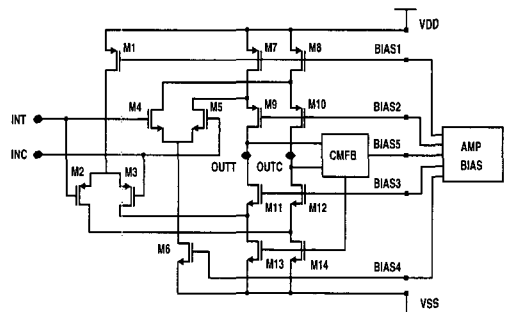 VDD
M1
M7
M8
BIAS1
M4
M5
M9
M10
BIAS2
INT
INC
OUTT
OUTC
CMFB
BIAS5
AMP
BIAS
M2
M3
BIAS3
M11
M12
M6
M13
M14
BIAS4
VSS